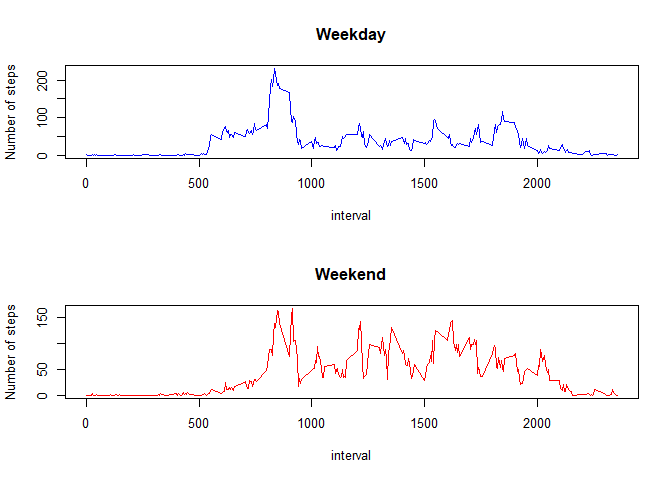 Weekday
Number of steps
200
100
0
0 500 1000 1500 2000
interval
Weekend
Number of steps
150
50
0
0 500 1000 1500 2000
interval